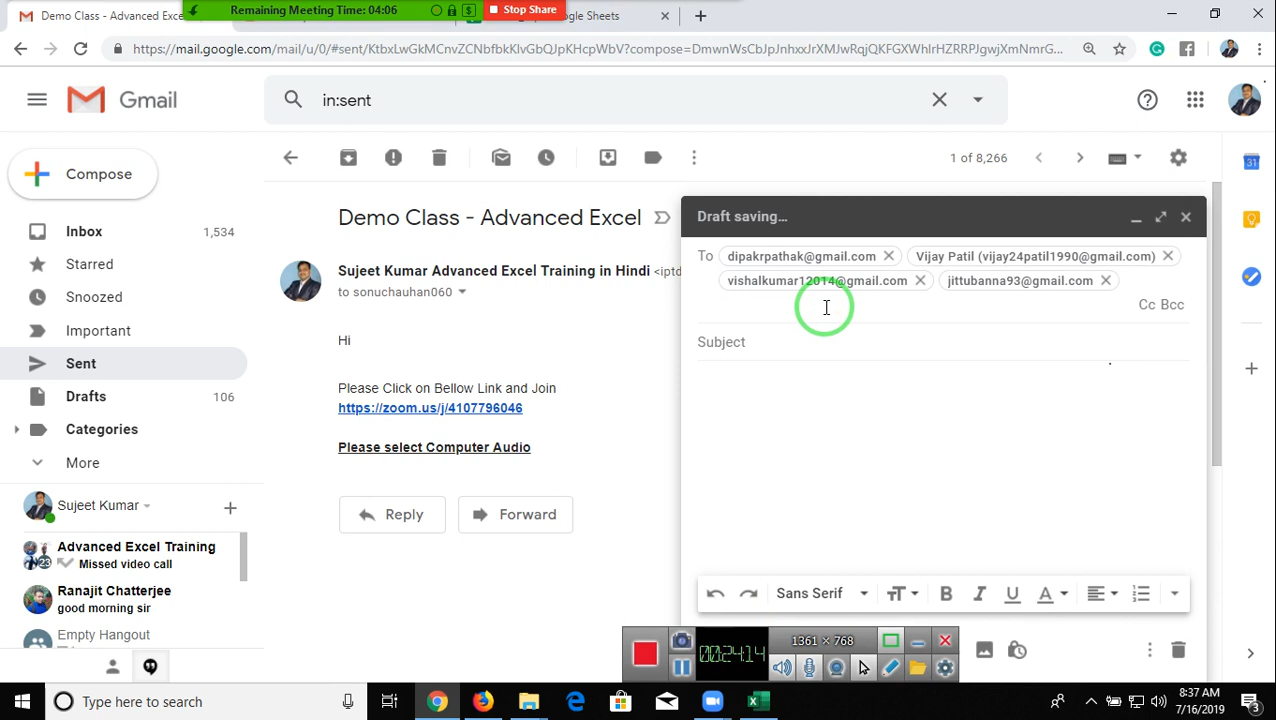 Demo Class - Advanced Exce
Remaining Meeting Time: 04:06
Stop Share
gle Sheets
https://mail.google.com/mail/u/0/#sent/KtbxLwGkMCnvZCNbfbkKlvGbQJpKHcpWbV?compose=DmwnWsCbJpJnhxxJrXMJwRqjQKFGXWhlrHZRRPJgwjXmNmrG...
Gmail
in:sent
Compose
1 of 8,266
31
Inbox 1,534
Starred
Snoozed
Important
Sent
Drafts 106
Categories
More
Demo Class - Advanced Excel
Sujeet Kumar Advanced Excel Training in Hindi <iptd
to sonuchauhan060
Hi
Please Click on Bellow Link and Join
https://zoom.us/j/4107796046
Please select Computer Audio
Reply
Forward
Draft saving...
To dipakrpathak@gmail.com Vijay Patil (vijay24patil1990@gmail.com)
vishalkumar12014@gmail.com jittubanna93@gmail.com
Cc Bcc
Subject
Sans Serif
Sujeet Kumar
Advanced Excel Training
Missed video call
23
Ranajit Chatterjee
good morning sir
Empty Hangout
00:24:14
1361 × 768
Type here to search
8:37 AM
7/16/2019
3